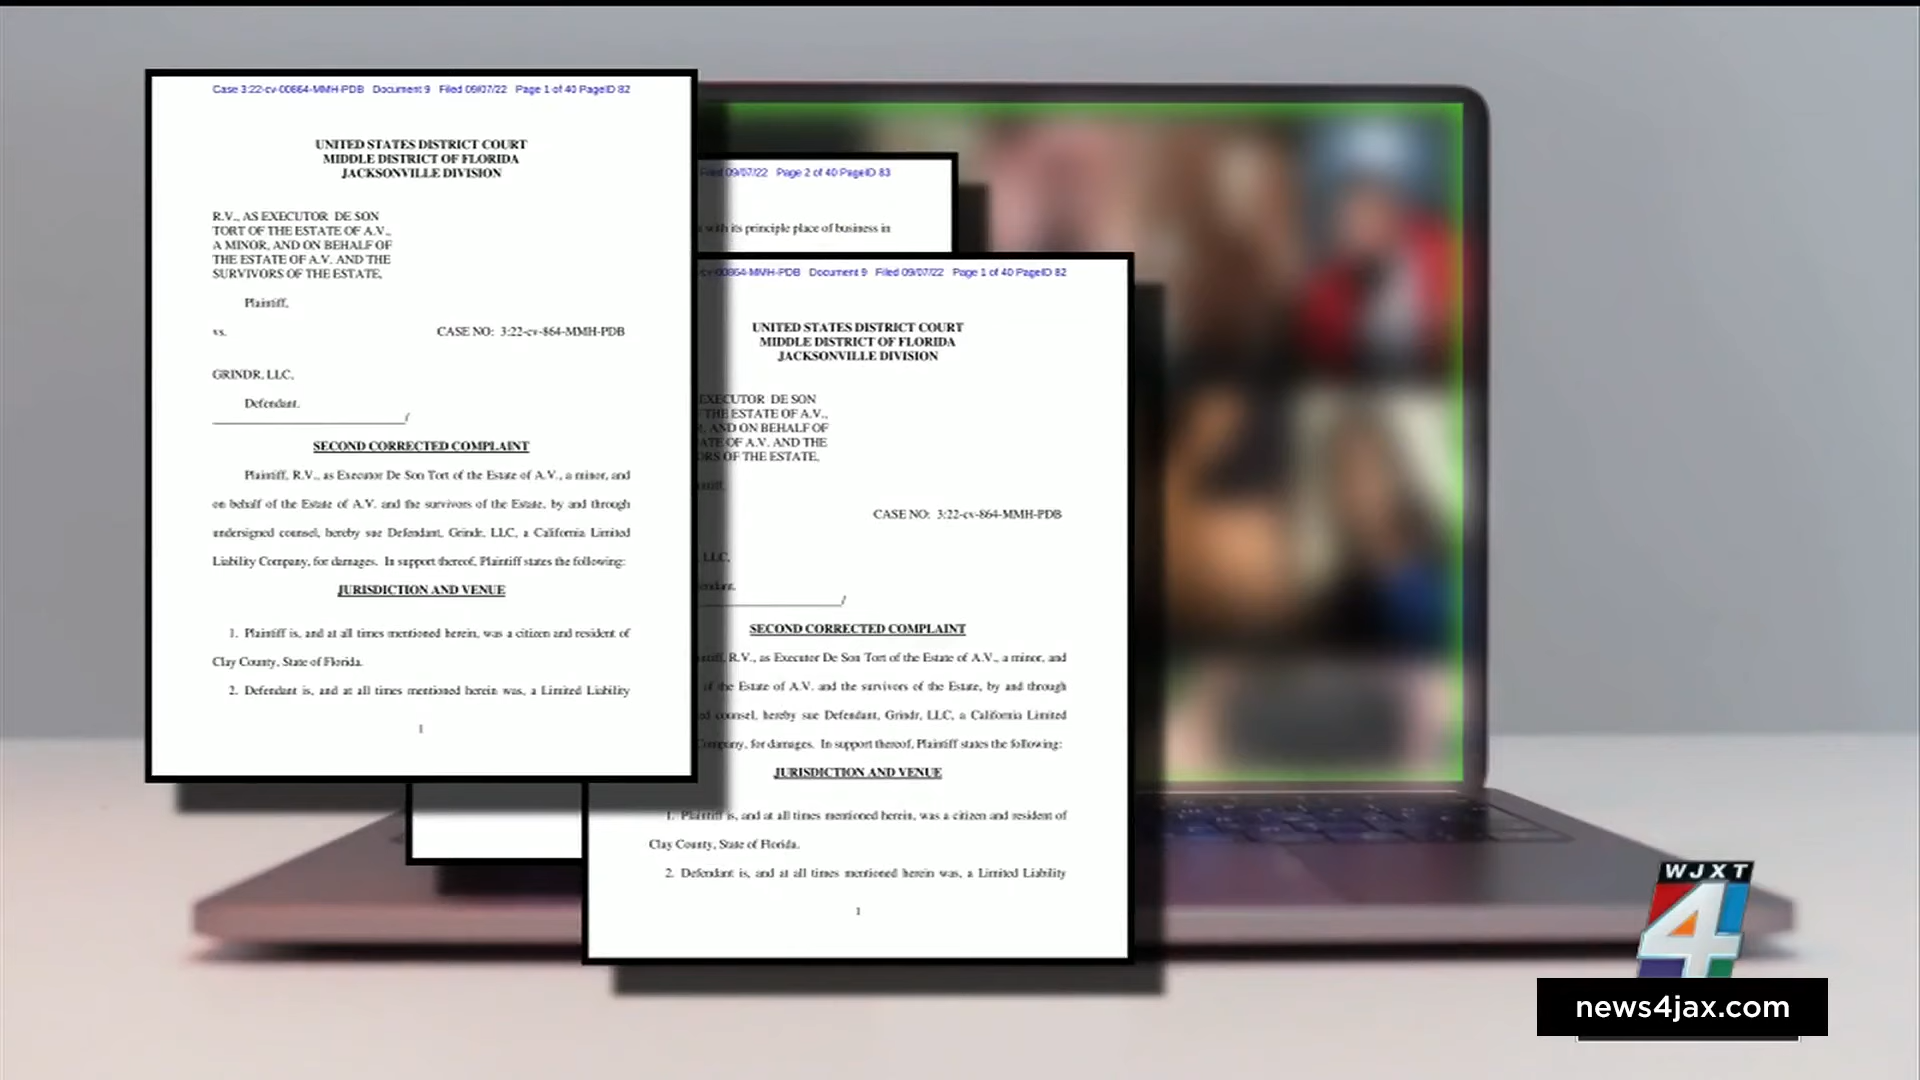 Case 3:22-cv-00864-MMH-PDB Document 9 Filed 09/07/22 Page 1 of 40 PageID 82
UNITED STATES DISTRICT COURT
MIDDLE DISTRICT OF FLORIDA
JACKSONVILLE DIVISION
R.V., AS EXECUTOR DE SON
TORT OF THE ESTATE OF A.V.,
A MINOR, AND ON BEHALF OF
THE ESTATE OF A.V. AND THE
SURVIVORS OF THE ESTATE,
Plaintiff,
vs.
CASE NO: 3:22-cv-864-MMH-PDB
GRINDR, LLC,
Defendant.
/
SECOND CORRECTED COMPLAINT
Plaintiff, R.V., as Executor De Son Tort of the Estate of A.V., a minor, and
on behalf of the Estate of A.V. and the survivors of the Estate, by and through
undersigned counsel, hereby sue Defendant, Grindr, LLC, a California Limited
Liability Company, for damages. In support thereof, Plaintiff states the following:
JURISDICTION AND VENUE
1. Plaintiff is, and at all times mentioned herein, was a citizen and resident of
Clay County, State of Florida.
2. Defendant is, and at all times mentioned herein was, a Limited Liability
1
Filed 09/07/22 Page 2 of 40 PageID 83
with its principle place of business in
00864-MMH-PDB Document 9 Filed 09/07/22 Page 1 of 40 PageID 82
UNITED STATES DISTRICT COURT
MIDDLE DISTRICT OF FLORIDA
JACKSONVILLE DIVISION
EXECUTOR DE SON
THE ESTATE OF A.V.,
AND ON BEHALF OF
OF A.V. AND THE
OF THE ESTATE,
CASE NO: 3:22-cv-864-MMH-PDB
LLC,
/
SECOND CORRECTED COMPLAINT
R.V., as Executor De Son Tort of the Estate of A.V., a minor, and
of the Estate of A.V. and the survivors of the Estate, by and through
counsel, hereby sue Defendant, Grindr, LLC, a California Limited
for damages. In support thereof, Plaintiff states the following:
JURISDICTION AND VENUE
1. Plaintiff is, and at all times mentioned herein, was a citizen and resident of
Clay County, State of Florida.
2. Defendant is, and at all times mentioned herein was, a Limited Liability
1
WJXT
4
news4jax.com